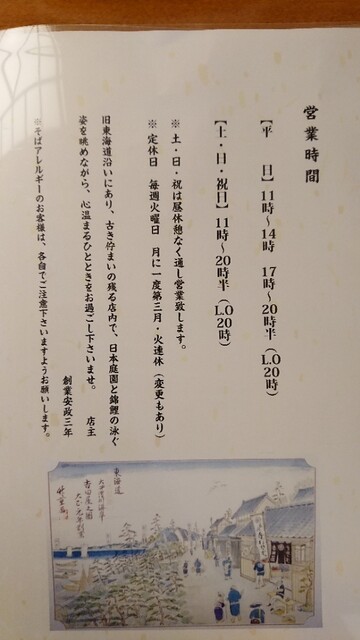 営業時間
【平　日】11時〜14時　17時〜20時半（L.O 20時）
【土・日・祝日】11時〜20時半（L.O 20時）
※土・日・祝は昼休憩なく通し営業致します。
※定休日　毎週火曜日　月に一度第三月・火連休（変更もあり）
旧東海道沿いにあり、古き佇まいの残る店内で、日本庭園と錦鯉の泳ぐ
姿を眺めながら、心温まるひとときをお過ごし下さいませ。
店主
創業安政三年
※そばアレルギーのお客様は、各自でご注意下さいますようお願いします。
東海道